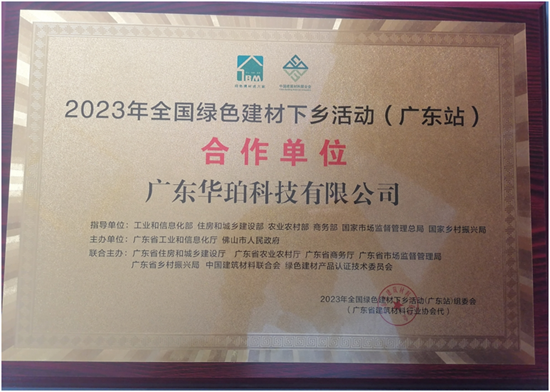 2023年全国绿色建材下乡活动（广东站）
合作单位
广东华珀科技有限公司
指导单位：工业和信息化部 住房和城乡建设部 农业农村部 商务部 国家市场监督管理总局 国家乡村振兴局
主办单位：广东省工业和信息化厅 佛山市人民政府
联合主办：广东省住房和城乡建设厅 广东省农业农村厅 广东省商务厅 广东省市场监督管理局
广东省乡村振兴局 中国建筑材料联合会 绿色建材产品认证技术委员会
2023年全国绿色建材下乡活动(广东站)组委会
（广东省建筑材料行业协会代）